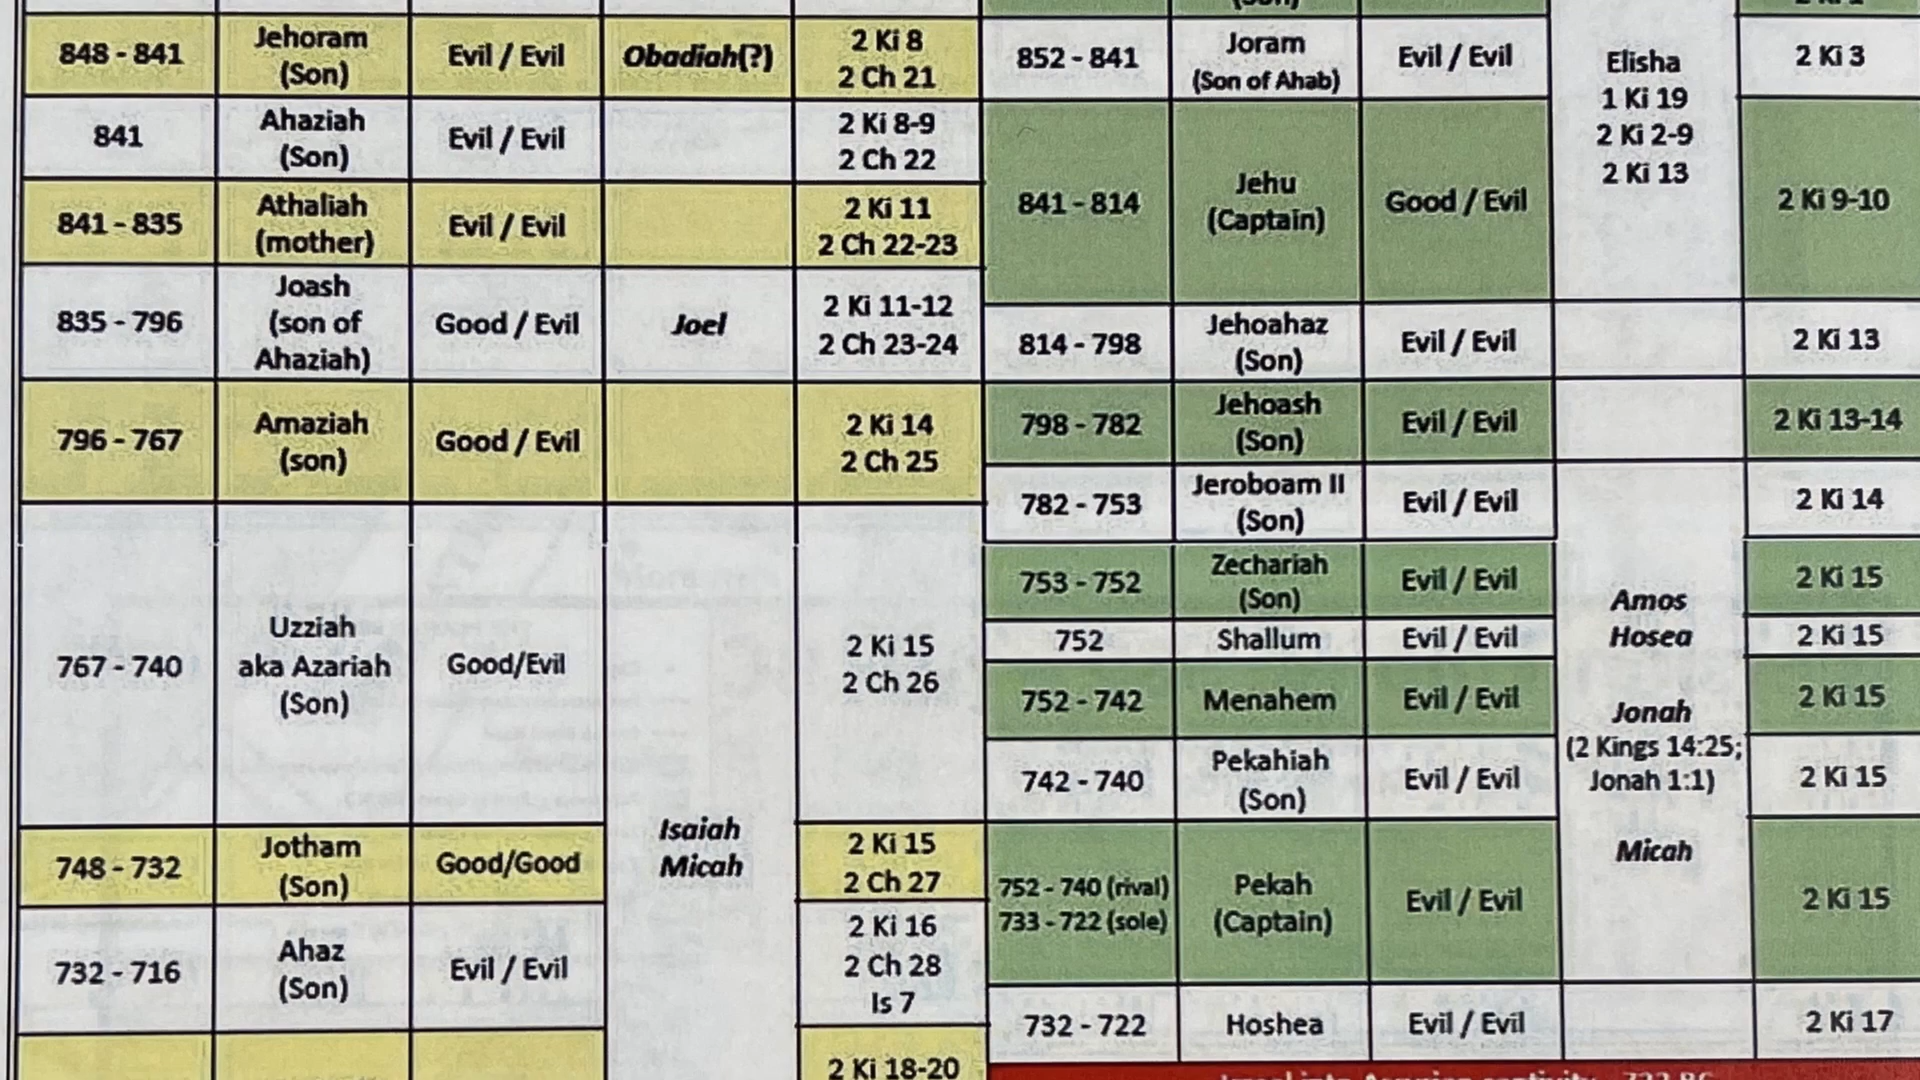 848 - 841
Jehoram
(Son)
Evil / Evil
Obadiah(?)
2 Ki 8
2 Ch 21
841
Ahaziah
(Son)
Evil / Evil
2 Ki 8-9
2 Ch 22
841 - 835
Athaliah
(mother)
Evil / Evil
2 Ki 11
2 Ch 22-23
835 - 796
Joash
(son of
Ahaziah)
Good / Evil
Joel
2 Ki 11-12
2 Ch 23-24
796 - 767
Amaziah
(son)
Good / Evil
2 Ki 14
2 Ch 25
767 - 740
Uzziah
aka Azariah
(Son)
Good/Evil
2 Ki 15
2 Ch 26
748 - 732
Jotham
(Son)
Good/Good
Isaiah
Micah
2 Ki 15
2 Ch 27
732 - 716
Ahaz
(Son)
Evil / Evil
2 Ki 16
2 Ch 28
Is 7
2 Ki 18-20
(Son)
852 - 841
Joram
(Son of Ahab)
Evil / Evil
Elisha
1 Ki 19
2 Ki 2-9
2 Ki 13
2 Ki 3
841 - 814
Jehu
(Captain)
Good / Evil
2 Ki 9-10
814 - 798
Jehoahaz
(Son)
Evil / Evil
2 Ki 13
798 - 782
Jehoash
(Son)
Evil / Evil
2 Ki 13-14
782 - 753
Jeroboam II
(Son)
Evil / Evil
2 Ki 14
753 - 752
Zechariah
(Son)
Evil / Evil
2 Ki 15
752
Shallum
Evil / Evil
2 Ki 15
752 - 742
Menahem
Evil / Evil
2 Ki 15
742 - 740
Pekahiah
(Son)
Evil / Evil
2 Ki 15
752 - 740 (rival)
733 - 722 (sole)
Pekah
(Captain)
Evil / Evil
2 Ki 15
732 - 722
Hoshea
Evil / Evil
2 Ki 17
Amos
Hosea
Jonah
(2 Kings 14:25;
Jonah 1:1)
Micah